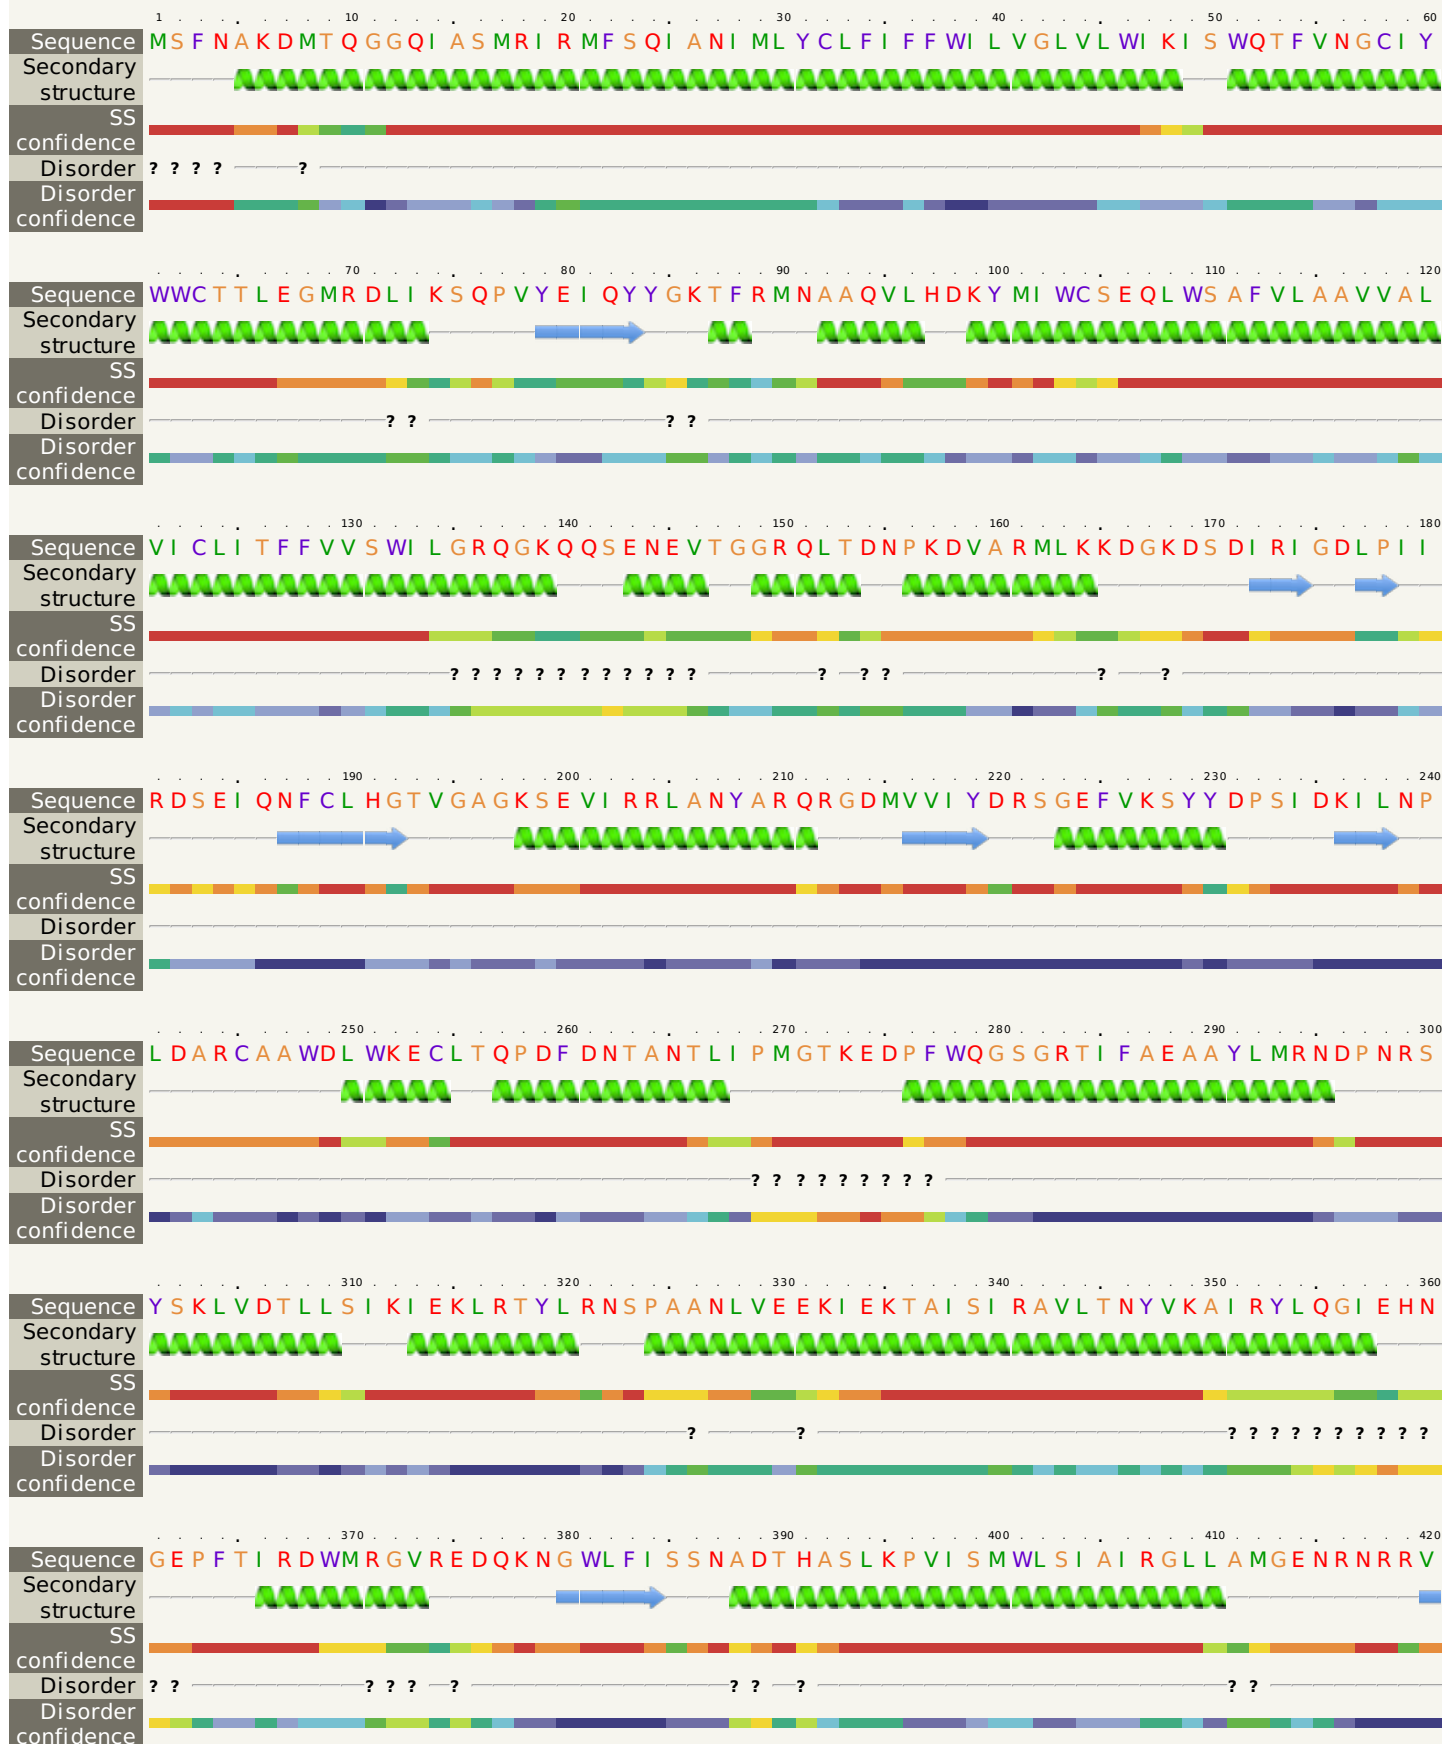 1 10 20 30 40 50 60
Sequence MSFNAKDMTQGGQIASMRIRMFSQIANIMLYCLFIFFWILVGLVLWIKISWQTFVNGCIY
Secondary
structure
SS
confidence
Disorder ? ? ? ? ?
Disorder
confidence
70 80 90 100 110 120
Sequence WWCTTLEGMRDLIKSQPVYEIQYYGKTFRMNAAQVLHDKYMIWCSEQLWSAFVLAAVVAL
Secondary
structure
SS
confidence
Disorder ? ? ? ?
Disorder
confidence
130 140 150 160 170 180
Sequence VICLITFFVVSWILGRQGKQQSENEVTGGRQLTDNPKDVARMLKKDGKDSDIRIGDLPII
Secondary
structure
SS
confidence
Disorder ? ? ? ? ? ? ? ? ? ? ? ? ? ? ? ? ?
Disorder
confidence
190 200 210 220 230 240
Sequence RDSEIQNFCLHGTVGAGKSEVIRRLANYARQRGDMVVIYDRSGEFVKSYYDPSIDKILNP
Secondary
structure
SS
confidence
Disorder
Disorder
confidence
250 260 270 280 290 300
Sequence LDARCAAWDLWKECLTQPDFDNTANTLIPMGTKEDPFWQGSGRTIFAEAAYLMRNDPNRS
Secondary
structure
SS
confidence
Disorder ? ? ? ? ? ? ? ? ?
Disorder
confidence
310 320 330 340 350 360
Sequence YSKLVDTLLSIKIEKLRTYLRNSPAANLVEEKIEKTAISIRAVLTNYVKAIRYLQGIEHN
Secondary
structure
SS
confidence
Disorder ? ? ? ? ? ? ? ? ? ? ? ?
Disorder
confidence
370 380 390 400 410 420
Sequence GEPFTIRDWMRGVREDQKNGWLFISSNADTHASLKPVISMWLSIAIRGLLAMGENRNRRV
Secondary
structure
SS
confidence
Disorder ? ? ? ? ? ? ? ? ? ? ?
Disorder
confidence